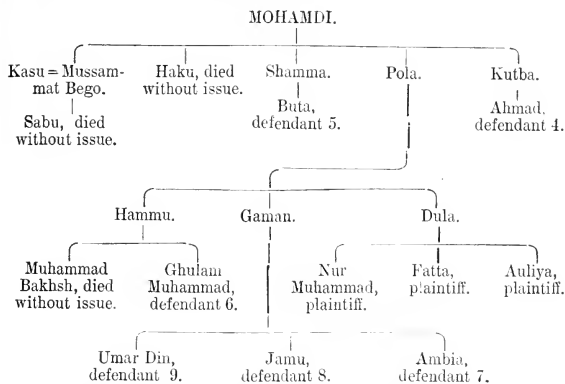 MOHAMDI.
Kasu = Mussam-
mat Bego.
Haku, died
without issue.
Shamma.
Pola.
Kutba.
Sabu, died
without issue.
Buta,
defendant 5.
Ahmad,
defendant 4.
Hammu.
Gaman.
Dula.
Muhammad
Bakhsh, died
without issue.
Ghulam
Muhammad,
defendant 6.
Nur
Muhammad,
plaintiff.
Fatta,
plaintiff.
Auliya,
plaintiff.
Umar Din,
defendant 9.
Jamu,
defendant 8.
Ambia,
defendant 7.